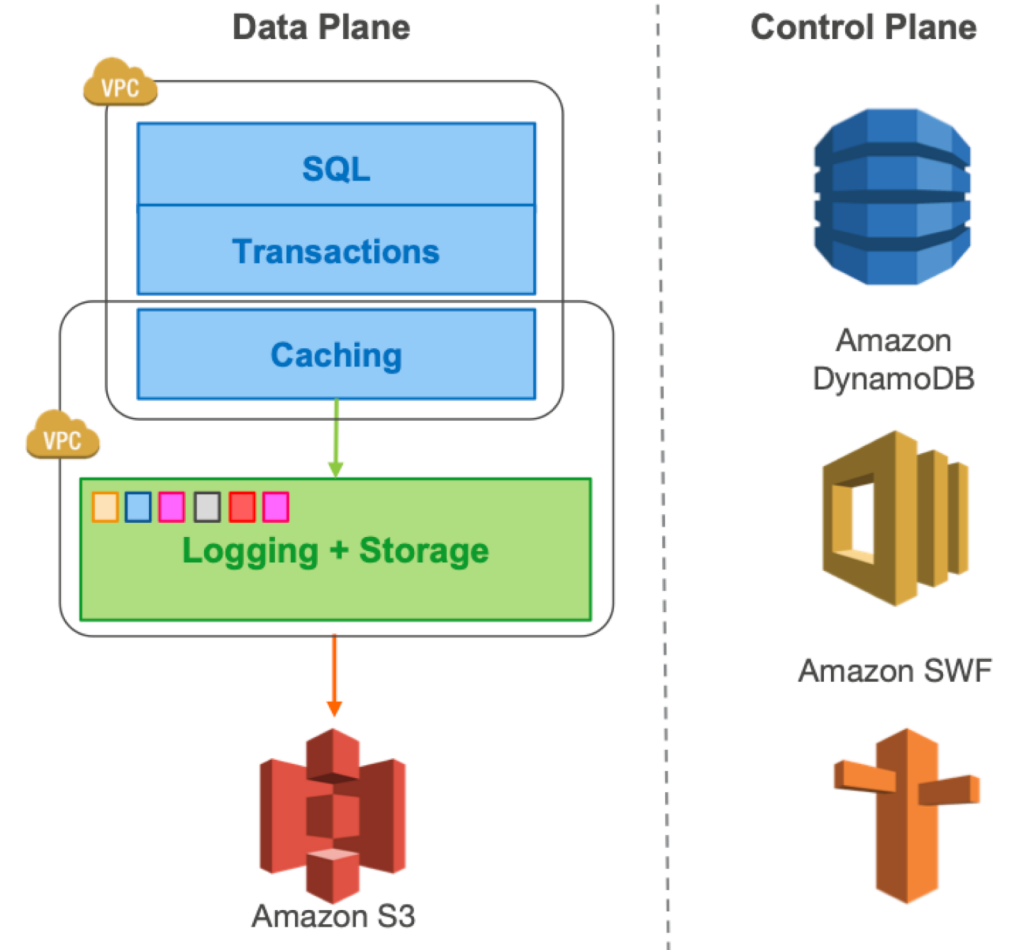 Data Plane
Control Plane
VPC
SQL
Transactions
Caching
VPC
Logging + Storage
Amazon S3
Amazon
DynamoDB
Amazon SWF